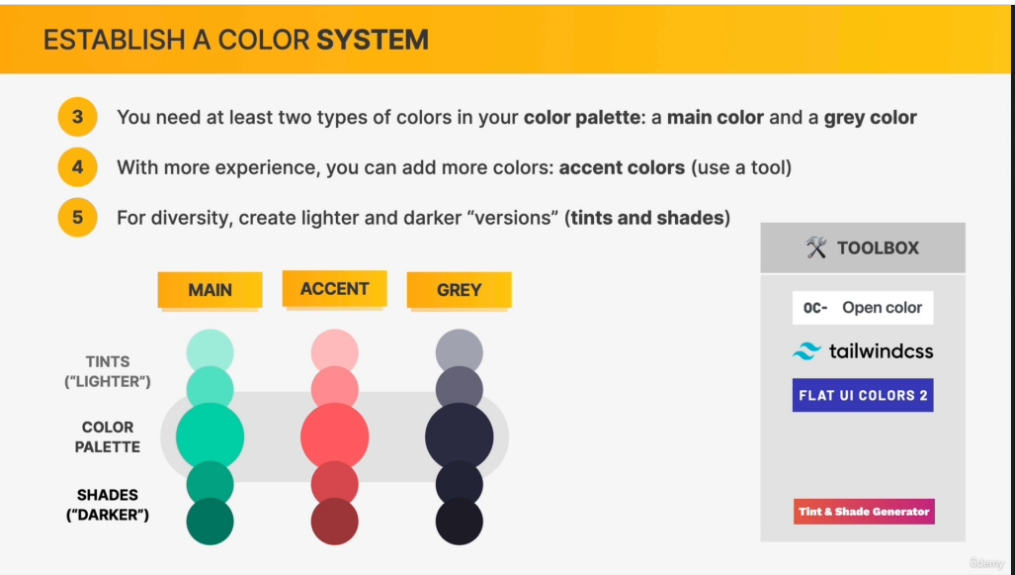 ESTABLISH A COLOR SYSTEM
3 You need at least two types of colors in your color palette: a main color and a grey color
4 With more experience, you can add more colors: accent colors (use a tool)
5 For diversity, create lighter and darker “versions” (tints and shades)
TOOLBOX
MAIN ACCENT GREY
OC- Open color
tailwindcss
TINTS
("LIGHTER")
FLAT UI COLORS 2
COLOR
PALETTE
SHADES
("DARKER")
Tint & Shade Generator
ûdemy